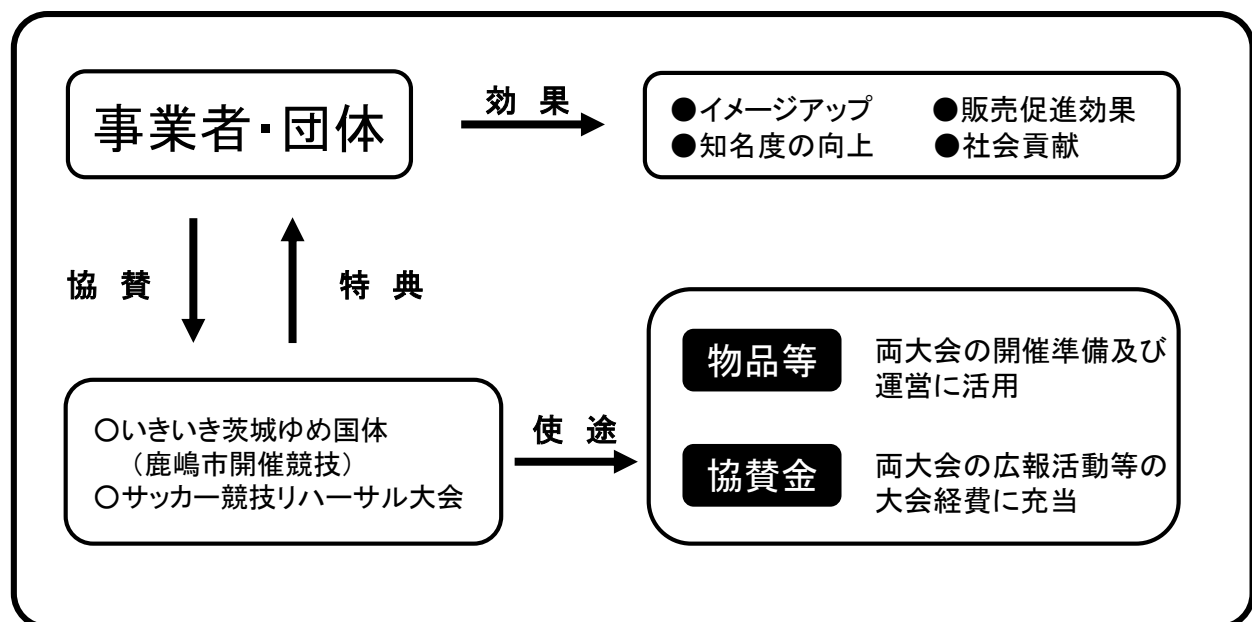 事業者・団体
効 果
●イメージアップ ●販売促進効果
●知名度の向上 ●社会貢献
協 賛
特 典
○いきいき茨城ゆめ国体
(鹿嶋市開催競技)
○サッカー競技リハーサル大会
使 途
物品等
両大会の開催準備及び
運営に活用
協賛金
両大会の広報活動等の
大会経費に充当